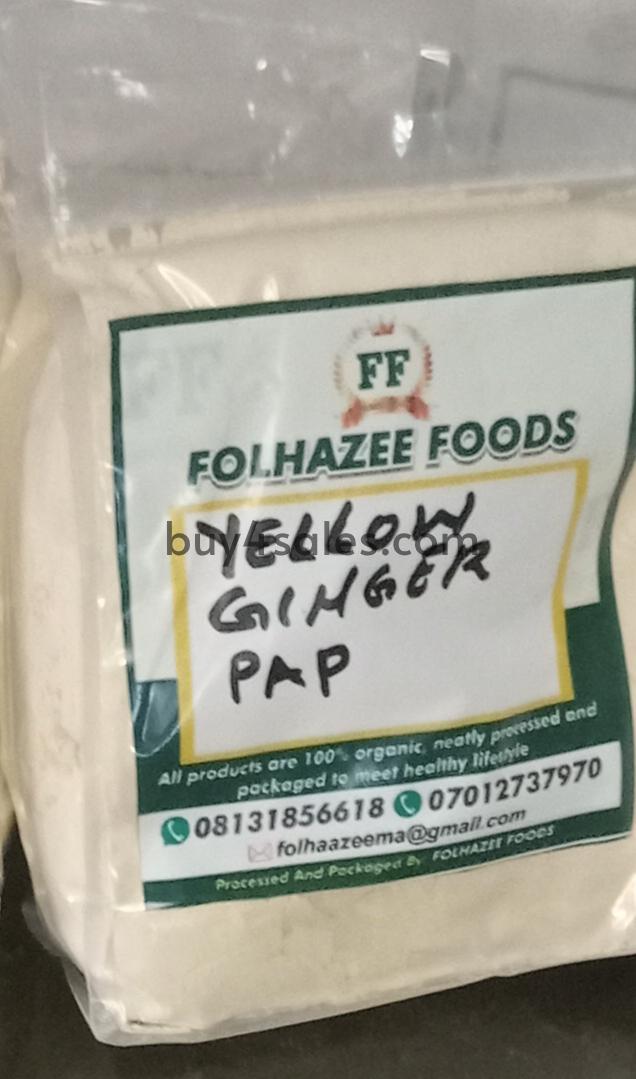 FF
FOLHAZEE FOODS
YELLOW
buy4sales.com
GINGER
PAP
All products are 100% organic, neatly processed and
packaged to meet healthy lifestyle
08131856618 07012737970
folhaazeema@gmail.com
Processed And Packaged By FOLHAZEE FOODS